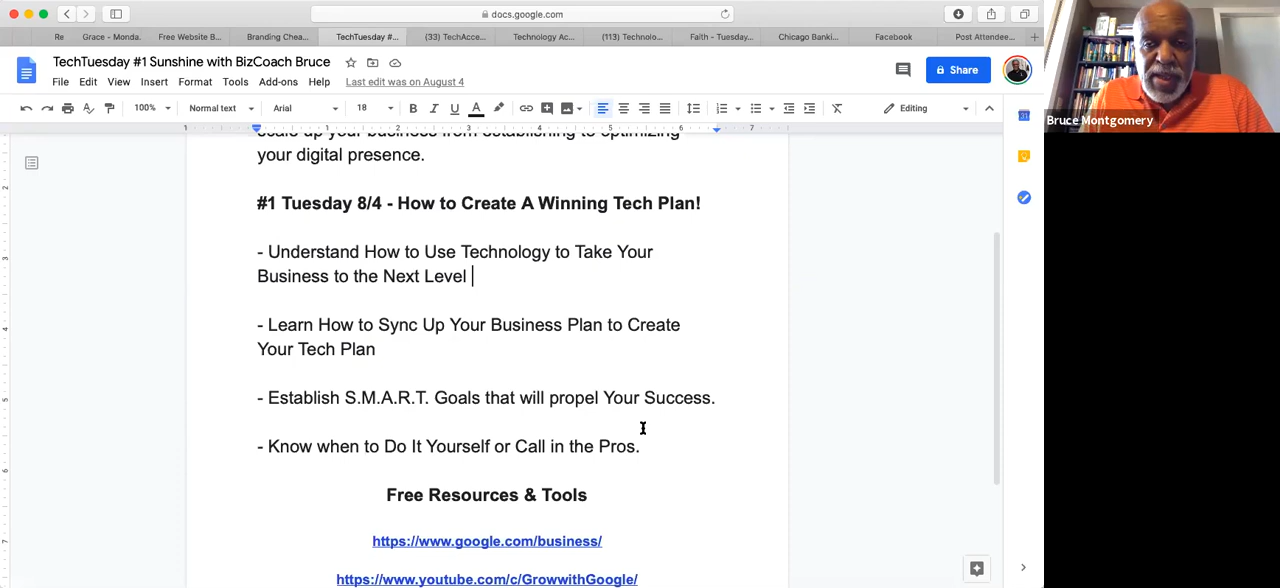 docs.google.com
Re
Grace - Monda.
Free Website B...
Branding Chea...
TechTuesday #...
(33) TechAcce...
Technology Ac...
(113) Technolo...
Faith - Tuesday...
Chicago Banki...
Facebook
Post Attendee...
TechTuesday #1 Sunshine with BizCoach Bruce
File Edit View Insert Format Tools Add-ons Help Last edit was on August 4
Share
100% Normal text Arial 18 Editing
your digital presence.
#1 Tuesday 8/4 - How to Create A Winning Tech Plan!
- Understand How to Use Technology to Take Your
Business to the Next Level
- Learn How to Sync Up Your Business Plan to Create
Your Tech Plan
- Establish S.M.A.R.T. Goals that will propel Your Success.
- Know when to Do It Yourself or Call in the Pros.
Free Resources & Tools
https://www.google.com/business/
https://www.youtube.com/c/GrowwithGoogle/
Bruce Montgomery